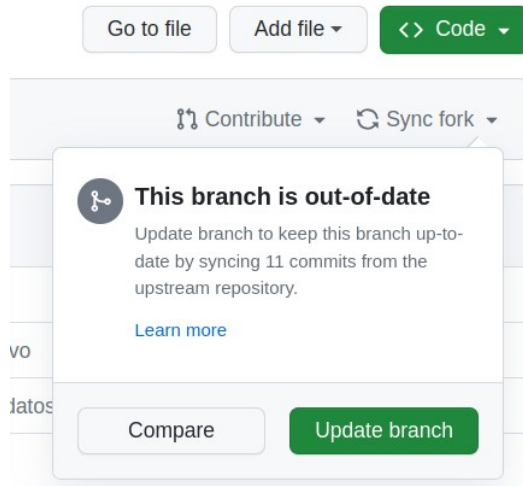 Go to file Add file <> Code
Contribute Sync fork
This branch is out-of-date
Update branch to keep this branch up-to-
date by syncing 11 commits from the
upstream repository.
Learn more
vo
datos
Compare Update branch